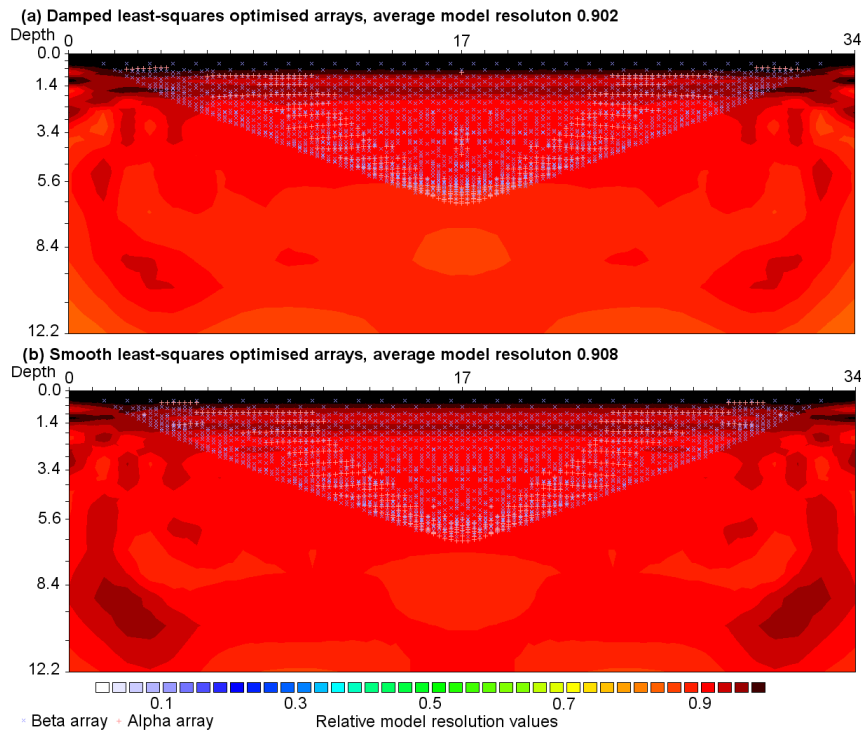 (a) Damped least-squares optimised arrays, average model resoluton 0.902
Depth 0 17 34
0.0
1.4
3.4
5.6
8.4
12.2
(b) Smooth least-squares optimised arrays, average model resoluton 0.908
Depth 0 17 34
0.0
1.4
3.4
5.6
8.4
12.2
0.1 0.3 0.5 0.7 0.9
× Beta array + Alpha array Relative model resolution values